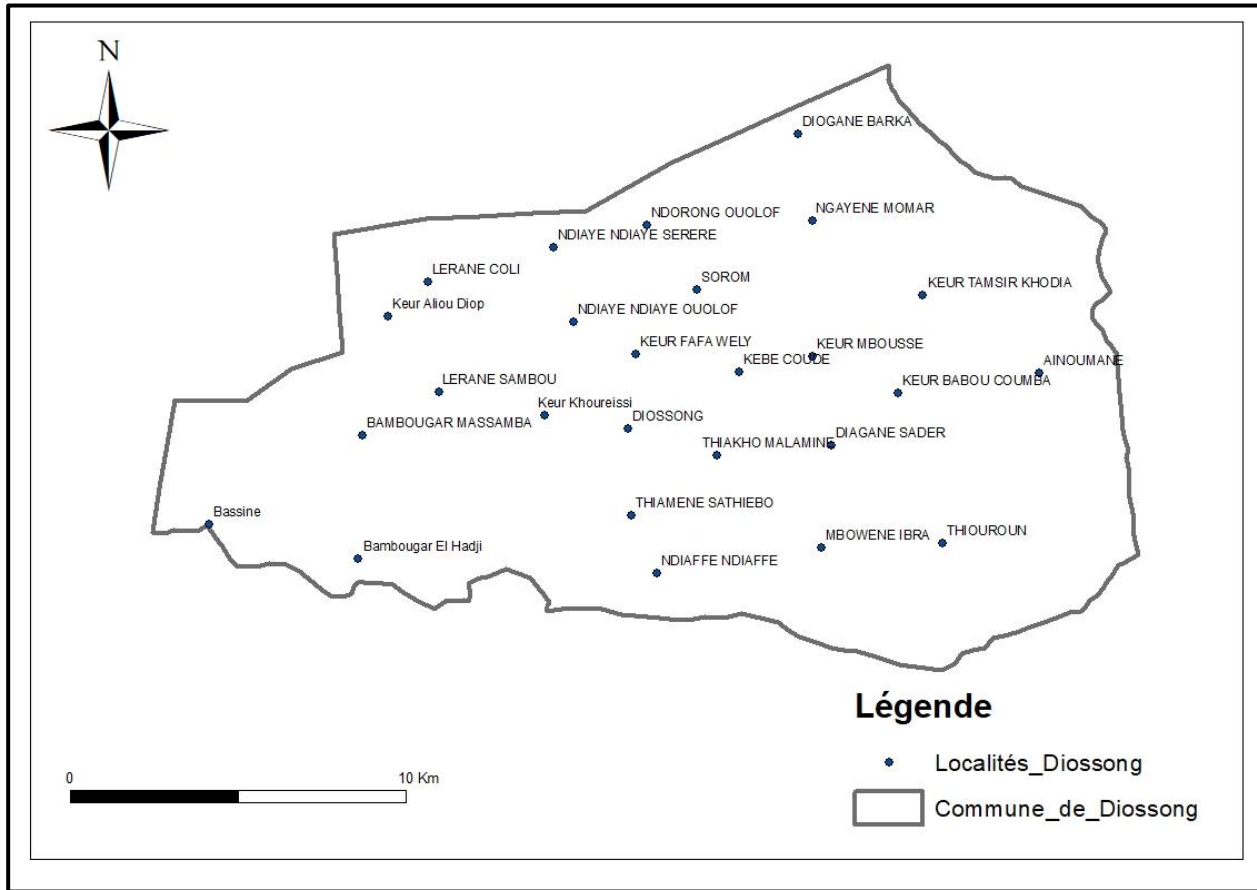 N
DIOGANE BARKA
NDORONG OUOLOF
NGAYENE MOMAR
NDIAYE NDIAYE SERERE
LERANE COLI
SOROM
KEUR TAMSIR KHODIA
Keur Aliou Diop
NDIAYE NDIAYE OUOLOF
KEUR FAFA WELY
KEUR MBOUSSE
KEBE COUDE
AINOUMANE
LERANE SAMBOU
KEUR BABOU COUMBA
Keur Khoureissi
BAMBOUGAR MASSAMBA
DIOSSONG
THIAKHO MALAMINE
DIAGANE SADER
THIAMENE SATHIEBO
Bassine
Bambougar El Hadji
MBOWENE IBRA
THIOUROUN
NDIAFFE NDIAFFE
Légende
Localités_Diossong
Commune_de_Diossong
0
10 Km